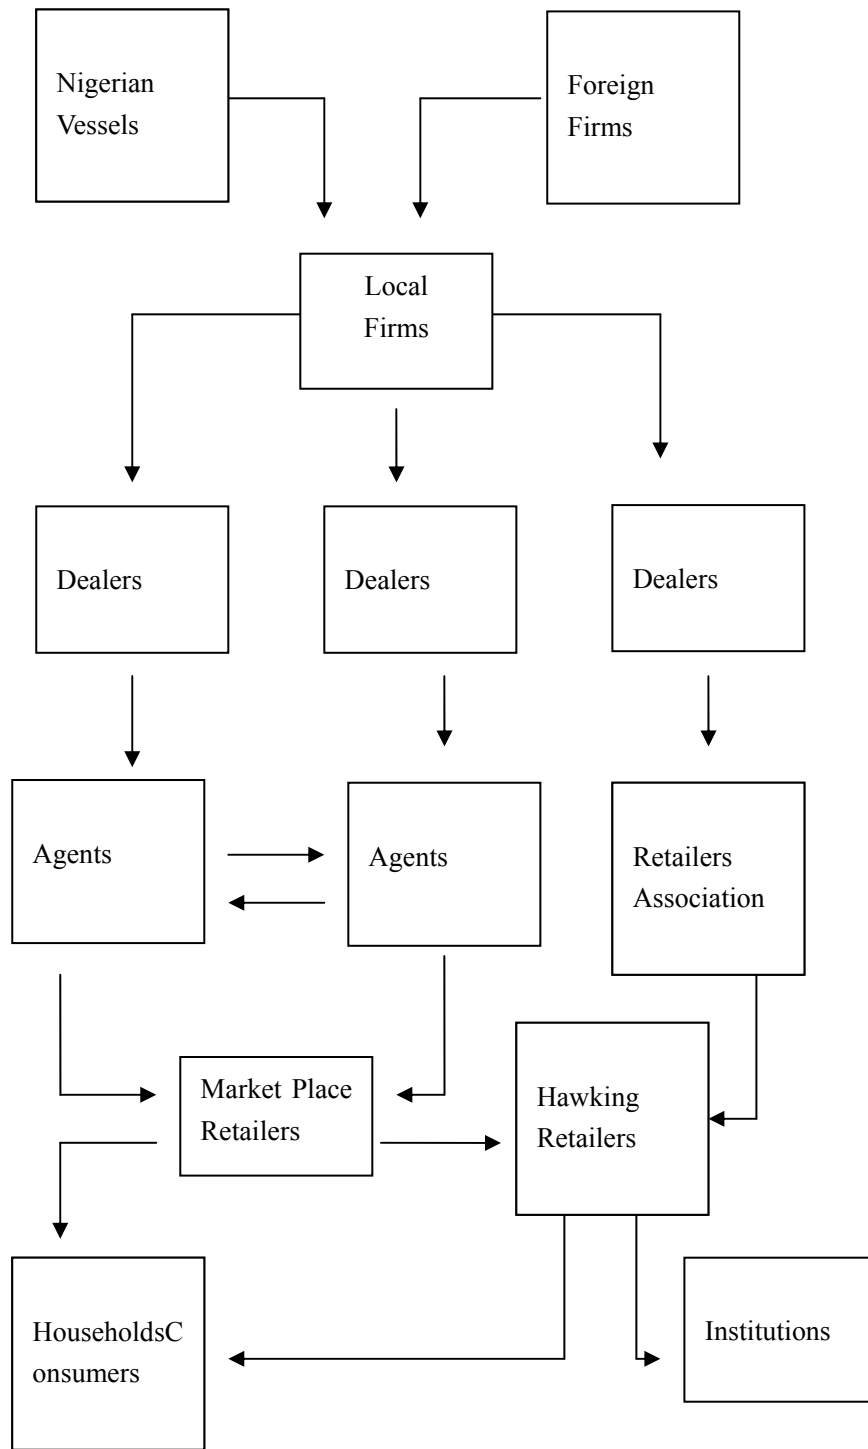 Nigerian
Vessels
Foreign
Firms
Local
Firms
Dealers
Dealers
Dealers
Agents
Agents
Retailers
Association
Market Place
Retailers
Hawking
Retailers
HouseholdsC
onsumers
Institutions